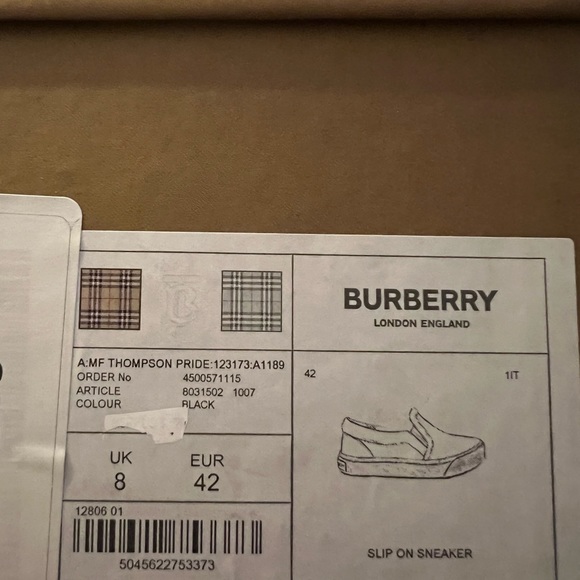 BURBERRY
LONDON ENGLAND
A:MF THOMPSON PRIDE:123173:A1189
ORDER No 4500571115
ARTICLE 8031502 1007
COLOUR BLACK
42 1IT
UK EUR
8 42
12806 01
5045622753373
SLIP ON SNEAKER